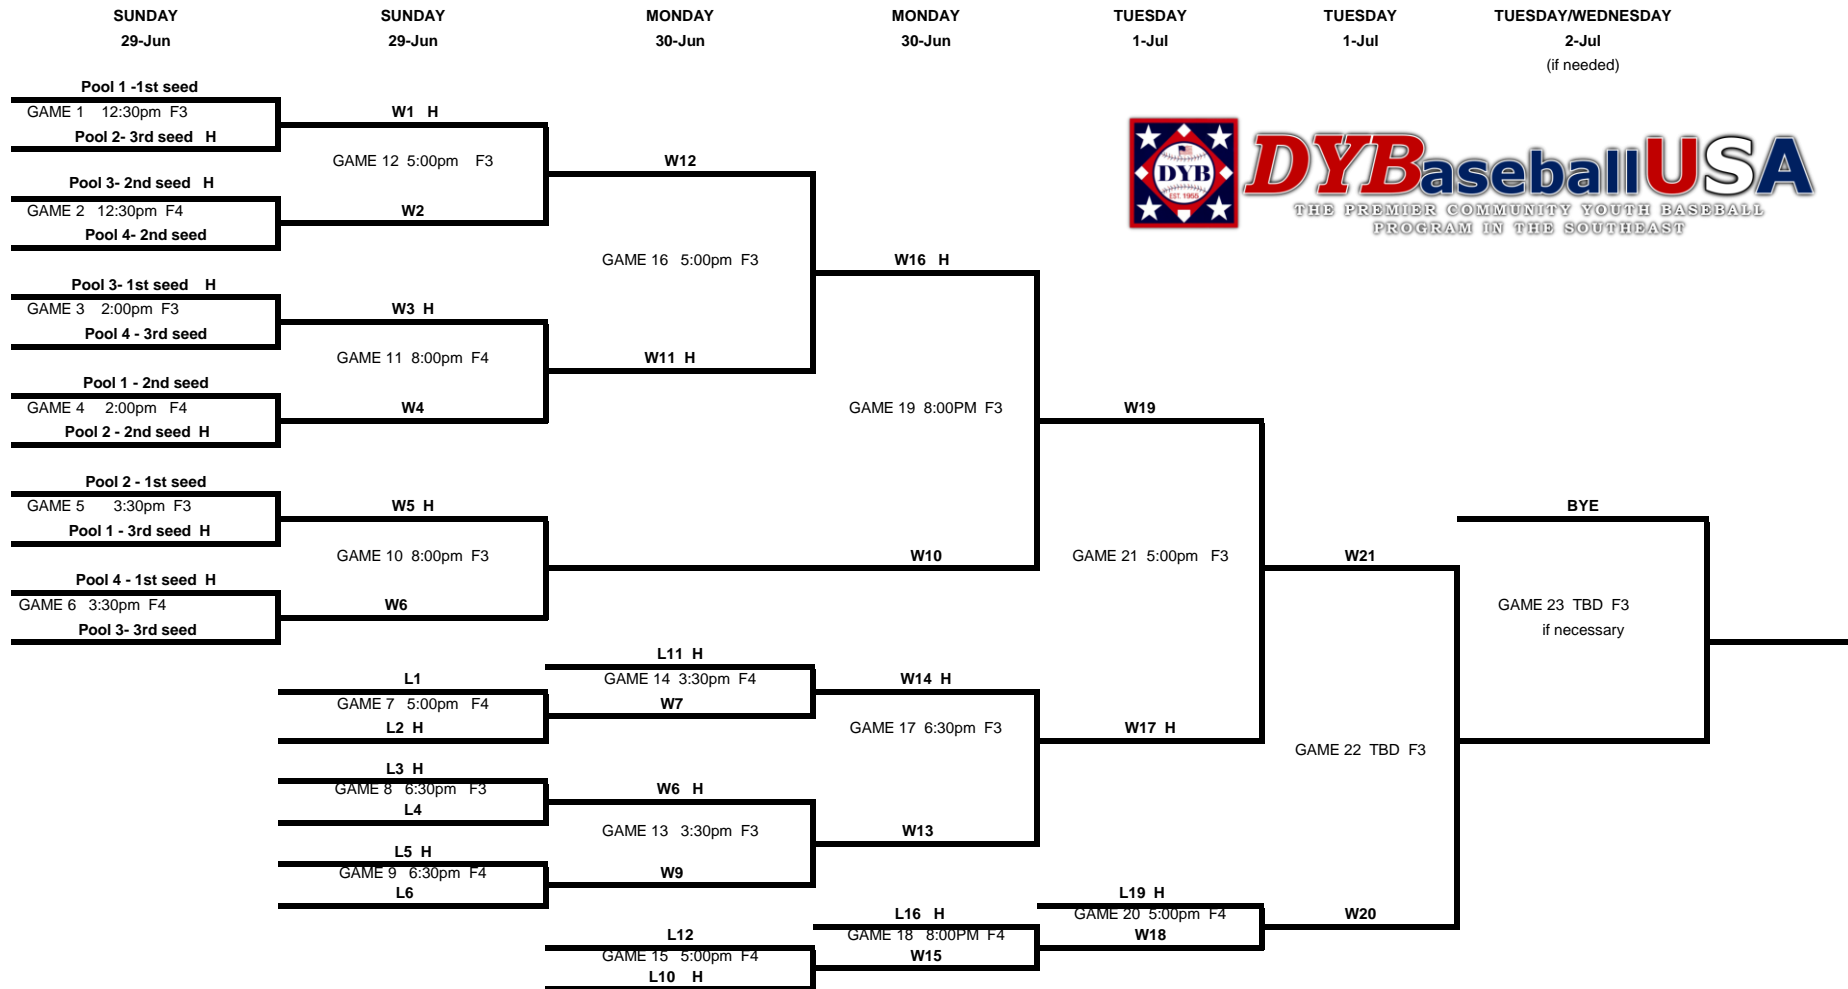 SUNDAY SUNDAY MONDAY MONDAY TUESDAY TUESDAY TUESDAY/WEDNESDAY
29-Jun 29-Jun 30-Jun 30-Jun 1-Jul 1-Jul 2-Jul
(if needed)
Pool 1 -1st seed
GAME 1 12:30pm F3
Pool 2- 3rd seed H
Pool 3- 2nd seed H
GAME 2 12:30pm F4
Pool 4- 2nd seed
Pool 3- 1st seed H
GAME 3 2:00pm F3
Pool 4 - 3rd seed
Pool 1 - 2nd seed
GAME 4 2:00pm F4
Pool 2 - 2nd seed H
Pool 2 - 1st seed
GAME 5 3:30pm F3
Pool 1 - 3rd seed H
Pool 4 - 1st seed H
GAME 6 3:30pm F4
Pool 3- 3rd seed
W1 H
GAME 12 5:00pm F3
W2
W3 H
GAME 11 8:00pm F4
W4
W5 H
GAME 10 8:00pm F3
W6
L1
GAME 7 5:00pm F4
L2 H
L3 H
GAME 8 6:30pm F3
L4
L5 H
GAME 9 6:30pm F4
L6
W12
GAME 16 5:00pm F3
W11 H
L11 H
GAME 14 3:30pm F4
W7
W6 H
GAME 13 3:30pm F3
W9
L12
GAME 15 5:00pm F4
L10 H
W16 H
GAME 19 8:00PM F3
W10
W14 H
GAME 17 6:30pm F3
W13
L16 H
GAME 18 8:00PM F4
W15
W19
GAME 21 5:00pm F3
W17 H
L19 H
GAME 20 5:00pm F4
W18
W21
GAME 22 TBD F3
W20
BYE
GAME 23 TBD F3
if necessary
DYB
EST. 1955
DYBaseballUSA
THE PREMIER COMMUNITY YOUTH BASEBALL
PROGRAM IN THE SOUTHEAST